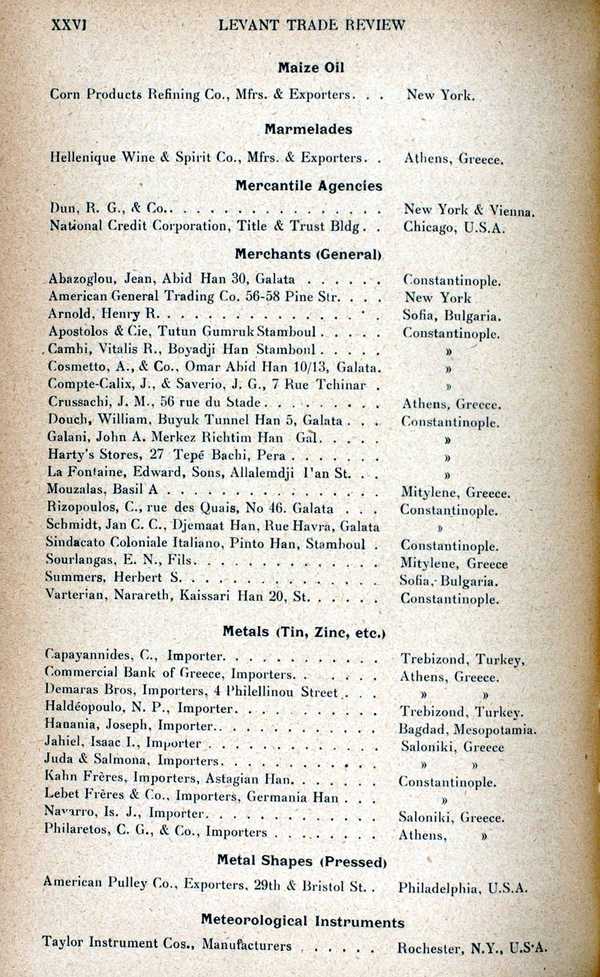 XXVI LEVANT TRADE REVIEW
Maize Oil
Corn Products Refining Co., Mfrs. & Exporters. . . New York.
Marmelades
Hellenique Wine & Spirit Co., Mfrs. & Exporters. . Athens, Greece.
Mercantile Agencies
Dun, R. G., & Co. . . . . . . . . . . . . . . New York & Vienna.
National Credit Corporation, Title & Trust Bldg. . . Chicago, U.S.A.
Merchants (General)
Abazoglou, Jean, Abid Han 30, Galata . . . . . . Constantinople.
American General Trading Co. 56-58 Pine Str. . . . New York
Arnold, Henry R. . . . . . . . . . . . . . . . Sofia, Bulgaria.
Apostolos & Cie, Tutun Gumruk Stamboul . . . . . Constantinople.
Cambi, Vitalis R., Boyadji Han Stamboul . . . . . »
Cosmetto, A., & Co., Omar Abid Han 10/13, Galata. »
Compte-Calix, J., & Saverio, J. G., 7 Rue Tchinar . »
Crussachi, J. M., 56 rue du Stade . . . . . . . . . Athens, Greece.
Douch, William, Buyuk Tunnel Han 5, Galata . . . Constantinople.
Galani, John A. Merkez Richtim Han Gal. . . . . »
Harty's Stores, 27 Tepé Bachi, Pera . . . . . . . »
La Fontaine, Edward, Sons, Allalemdji Han St. . . »
Mouzalas, Basil A . . . . . . . . . . . . . . Mitylene, Greece.
Rizopoulos, C., rue des Quais, No 46. Galata . . . Constantinople.
Schmidt, Jan C. C., Djemaat Han, Rue Havra, Galata »
Sindacato Coloniale Italiano, Pinto Han, Stamboul . Constantinople.
Sourlangas, E. N., Fils. . . . . . . . . . . . . Mitylene, Greece
Summers, Herbert S. . . . . . . . . . . . . . Sofia, Bulgaria.
Varterian, Narareth, Kaissari Han 20, St. . . . . . Constantinople.
Metals (Tin, Zinc, etc.)
Capayannides, C., Importer. . . . . . . . . . . Trebizond, Turkey,
Commercial Bank of Greece, Importers. . . . . . . Athens, Greece.
Demaras Bros, Importers, 4 Philellinou Street . . . » »
Haldéopoulo, N. P., Importer. . . . . . . . . . Trebizond, Turkey.
Hanania, Joseph, Importer. . . . . . . . . . . . Bagdad, Mesopotamia.
Jahiel, Isaac I., Importer . . . . . . . . . . . Saloniki, Greece
Juda & Salmona, Importers. . . . . . . . . . . » »
Kahn Frères, Importers, Astagian Han. . . . . . . Constantinople.
Lebet Frères & Co., Importers, Germania Han . . . »
Navarro, Is. J., Importer. . . . . . . . . . . . Saloniki, Greece.
Philaretos, C. G., & Co., Importers . . . . . . . Athens, »
Metal Shapes (Pressed)
American Pulley Co., Exporters, 29th & Bristol St. . Philadelphia, U.S.A.
Meteorological Instruments
Taylor Instrument Cos., Manufacturers . . . . . . Rochester, N.Y., U.S.A.